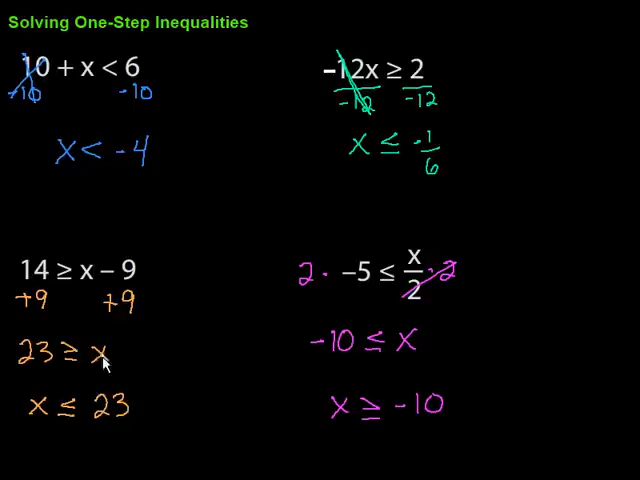 Solving One-Step Inequalities
10 + x < 6
-10 -10
x < -4
-12x ≥ 2
-12 -12
x ≤ -1/6
14 ≥ x – 9
+9 +9
23 ≥ x
x ≤ 23
2 · –5 ≤ x/2 · 2
-10 ≤ x
x ≥ -10